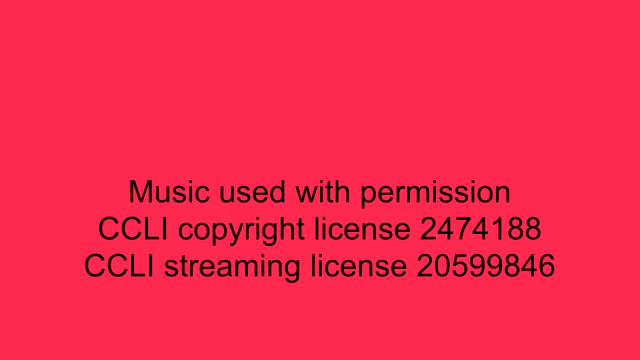 Music used with permission
CCLI copyright license 2474188
CCLI streaming license 20599846